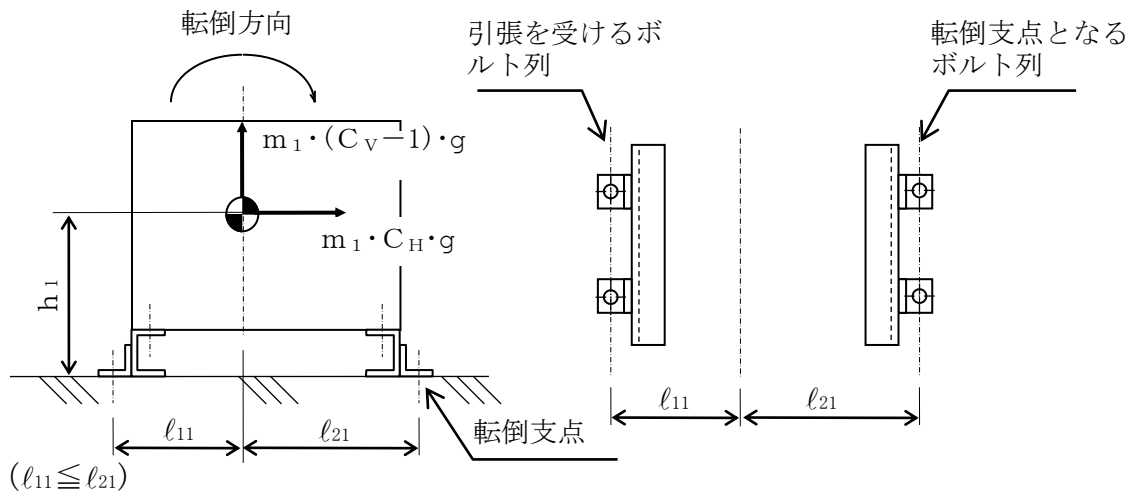 転倒方向
引張を受けるボ
ルト列
転倒支点となる
ボルト列
m₁・(Cᵥ－1)・g
m₁・C_H・g
h₁
ℓ₁₁
ℓ₂₁
転倒支点
(ℓ₁₁≦ℓ₂₁)
ℓ₁₁
ℓ₂₁